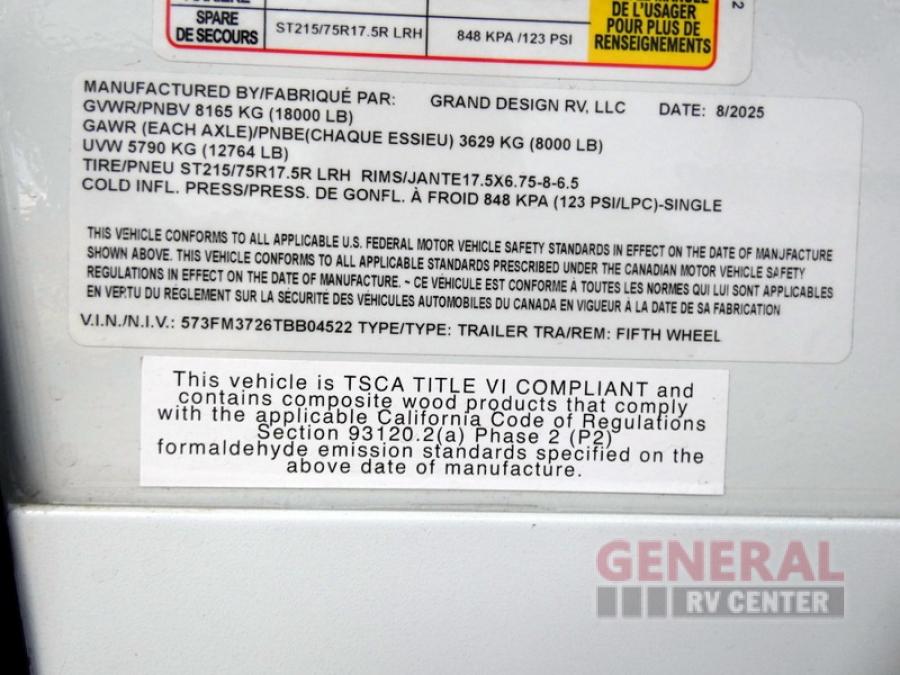 DE L'USAGER
POUR PLUS DE
RENSEIGNEMENTS
2
SPARE
DE SECOURS
ST215/75R17.5R LRH
848 KPA /123 PSI
MANUFACTURED BY/FABRIQUÉ PAR: GRAND DESIGN RV, LLC DATE: 8/2025
GVWR/PNBV 8165 KG (18000 LB)
GAWR (EACH AXLE)/PNBE(CHAQUE ESSIEU) 3629 KG (8000 LB)
UVW 5790 KG (12764 LB)
TIRE/PNEU ST215/75R17.5R LRH RIMS/JANTE17.5X6.75-8-6.5
COLD INFL. PRESS/PRESS. DE GONFL. À FROID 848 KPA (123 PSI/LPC)-SINGLE
THIS VEHICLE CONFORMS TO ALL APPLICABLE U.S. FEDERAL MOTOR VEHICLE SAFETY STANDARDS IN EFFECT ON THE DATE OF MANUFACTURE
SHOWN ABOVE. THIS VEHICLE CONFORMS TO ALL APPLICABLE STANDARDS PRESCRIBED UNDER THE CANADIAN MOTOR VEHICLE SAFETY
REGULATIONS IN EFFECT ON THE DATE OF MANUFACTURE. ~ CE VÉHICULE EST CONFORME À TOUTES LES NORMES QUI LUI SONT APPLICABLES
EN VERTU DU RÉGLEMENT SUR LA SÉCURITÉ DES VÉHICULES AUTOMOBILES DU CANADA EN VIGUEUR À LA DATE DE SA FABRICATION
V.I.N./N.I.V.: 573FM3726TBB04522 TYPE/TYPE: TRAILER TRA/REM: FIFTH WHEEL
This vehicle is TSCA TITLE VI COMPLIANT and
contains composite wood products that comply
with the applicable California Code of Regulations
Section 93120.2(a) Phase 2 (P2)
formaldehyde emission standards specified on the
above date of manufacture.
GENERAL
RV CENTER